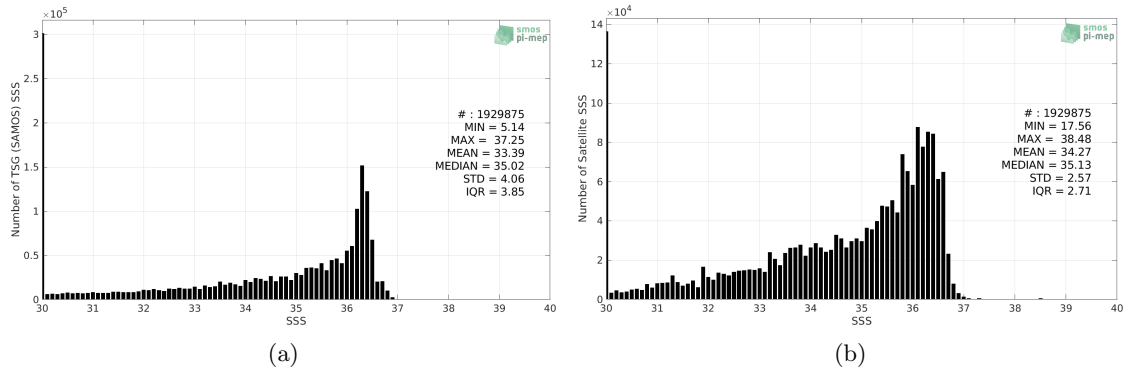 ×10^5
smos
pi-mep
3
2.5
2
1.5
1
0.5
0
Number of TSG (SAMOS) SSS
# : 1929875
MIN = 5.14
MAX = 37.25
MEAN = 33.39
MEDIAN = 35.02
STD = 4.06
IQR = 3.85
30 31 32 33 34 35 36 37 38 39 40
SSS
(a)
×10^4
smos
pi-mep
14
12
10
8
6
4
2
0
Number of Satellite SSS
# : 1929875
MIN = 17.56
MAX = 38.48
MEAN = 34.27
MEDIAN = 35.13
STD = 2.57
IQR = 2.71
30 31 32 33 34 35 36 37 38 39 40
SSS
(b)